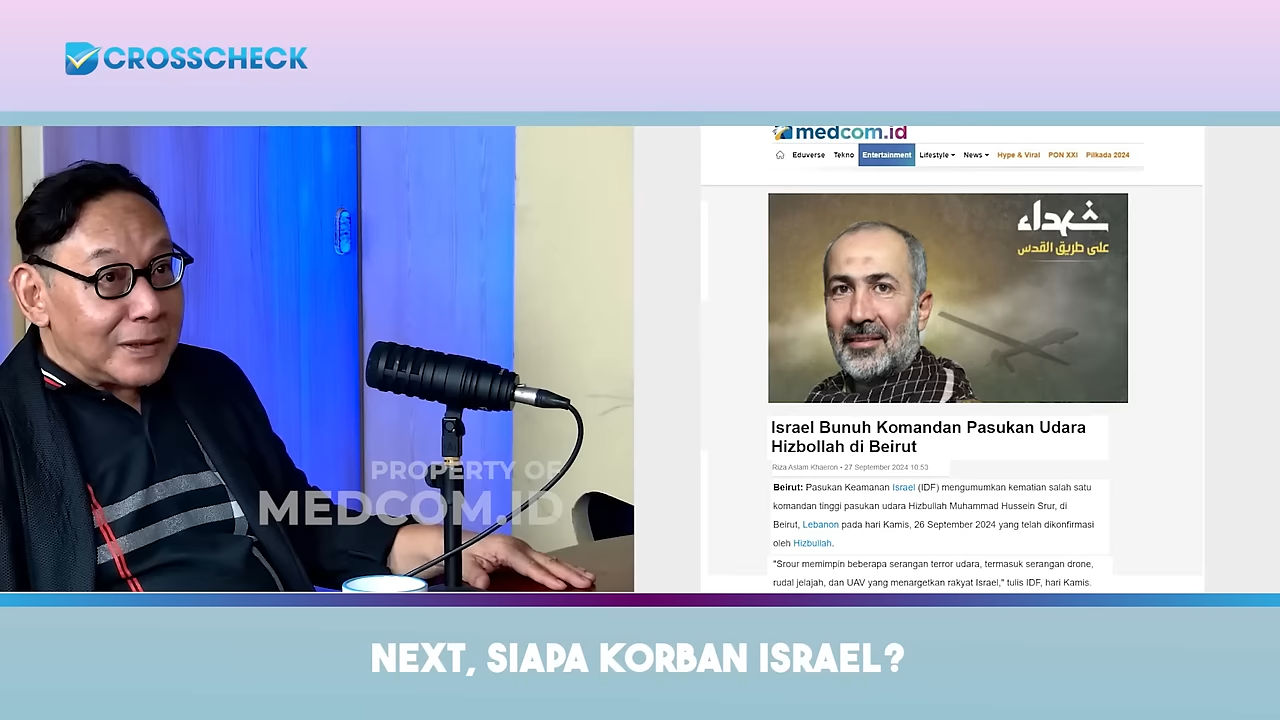 CROSSCHECK
PROPERTY OF
MEDCOM.ID
medcom.id
Eduverse Tekno Entertainment Lifestyle News Hype & Viral PON XXI Pilkada 2024
شهداء
على طريق القدس
Israel Bunuh Komandan Pasukan Udara
Hizbollah di Beirut
Riza Aslam Khaeron • 27 September 2024 10:53
Beirut: Pasukan Keamanan Israel (IDF) mengumumkan kematian salah satu
komandan tinggi pasukan udara Hizbullah Muhammad Hussein Srur, di
Beirut, Lebanon pada hari Kamis, 26 September 2024 yang telah dikonfirmasi
oleh Hizbullah.
"Srour memimpin beberapa serangan terror udara, termasuk serangan drone,
rudal jelajah, dan UAV yang menargetkan rakyat Israel," tulis IDF, hari Kamis.
NEXT, SIAPA KORBAN ISRAEL?